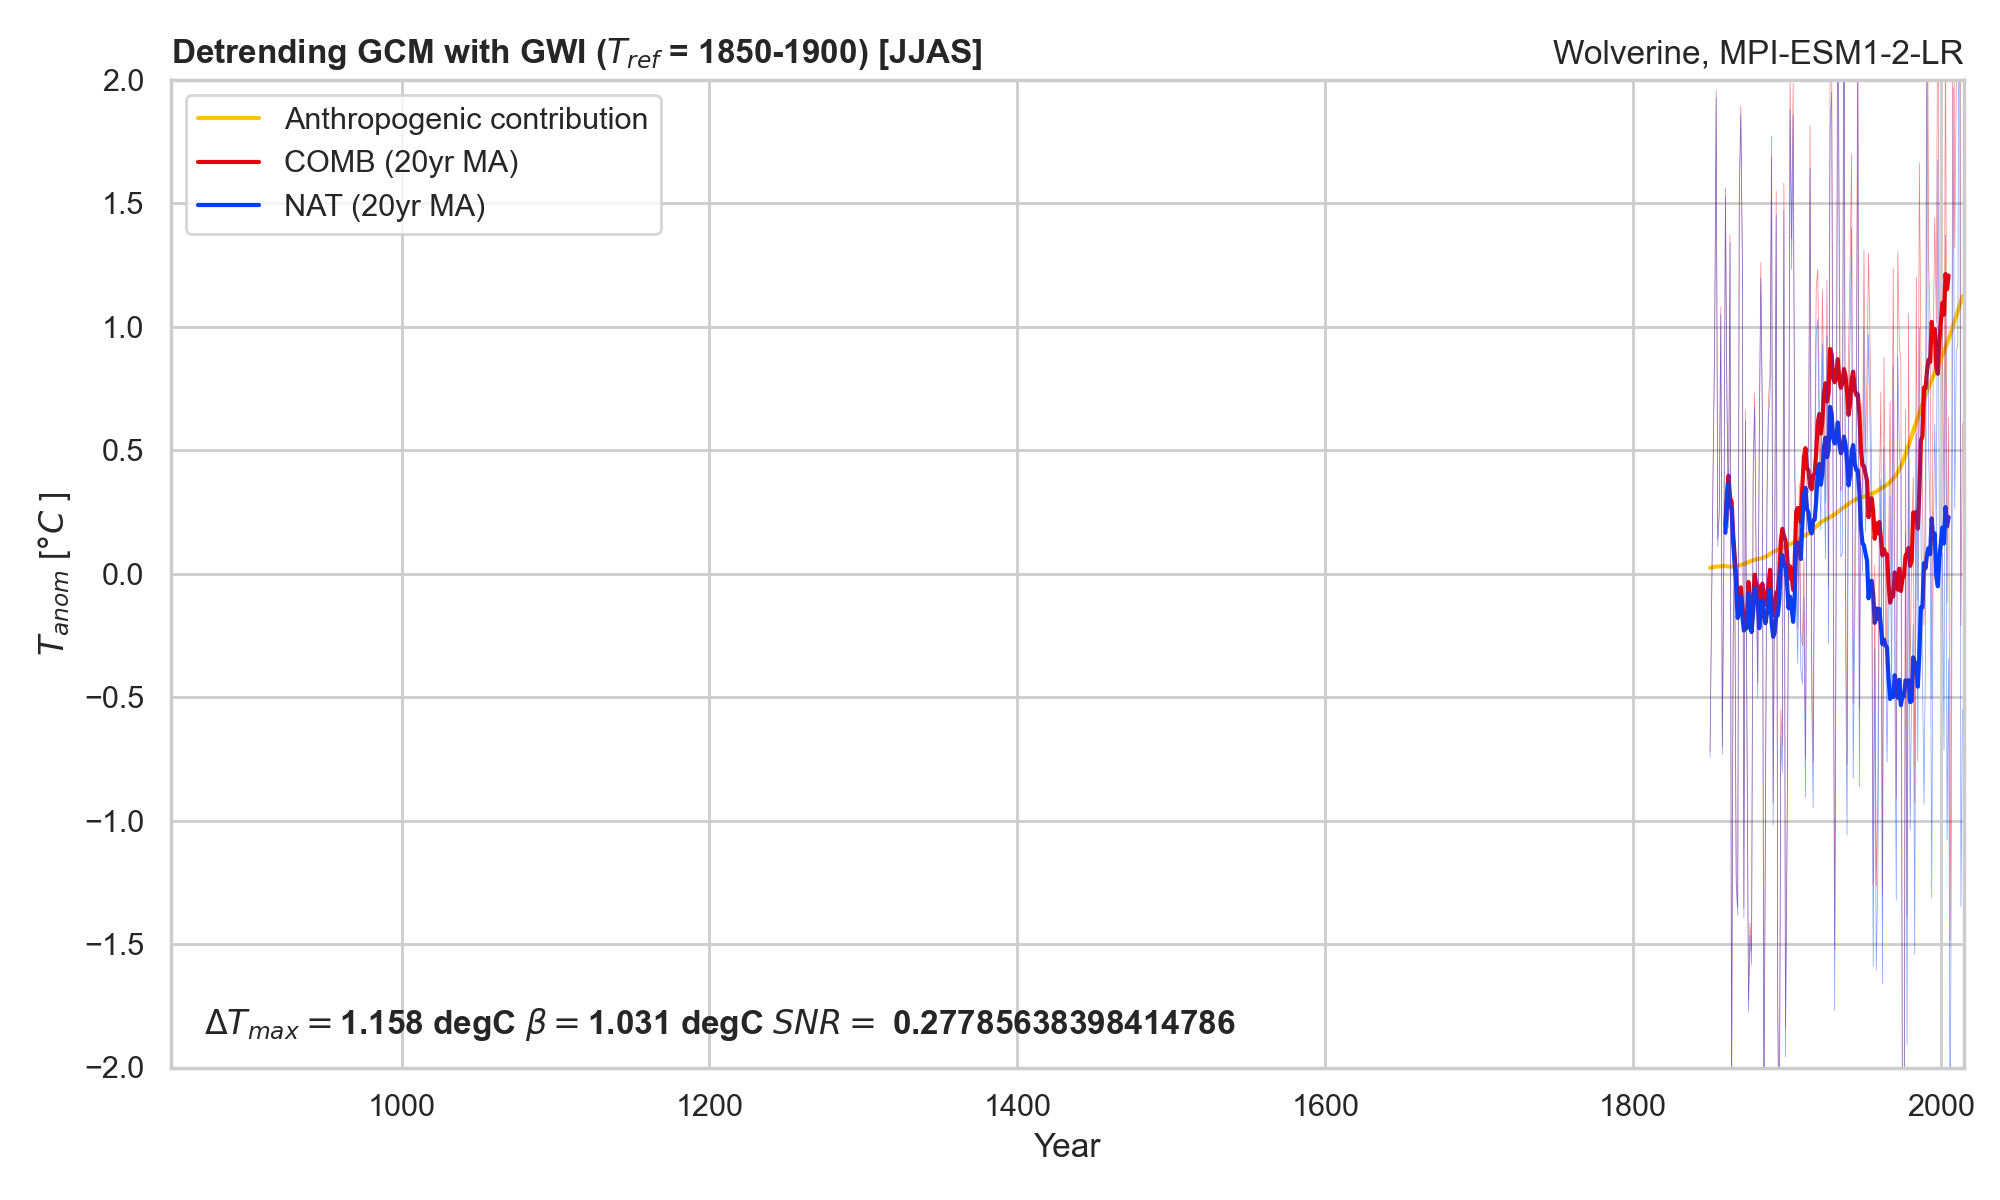 Detrending GCM with GWI (T_ref = 1850-1900) [JJAS]
Wolverine, MPI-ESM1-2-LR
2.0
1.5
1.0
0.5
0.0
−0.5
−1.0
−1.5
−2.0
T_anom [°C ]
Anthropogenic contribution
COMB (20yr MA)
NAT (20yr MA)
ΔT_max = 1.158 degC β = 1.031 degC SNR = 0.27785638398414786
1000 1200 1400 1600 1800 2000
Year